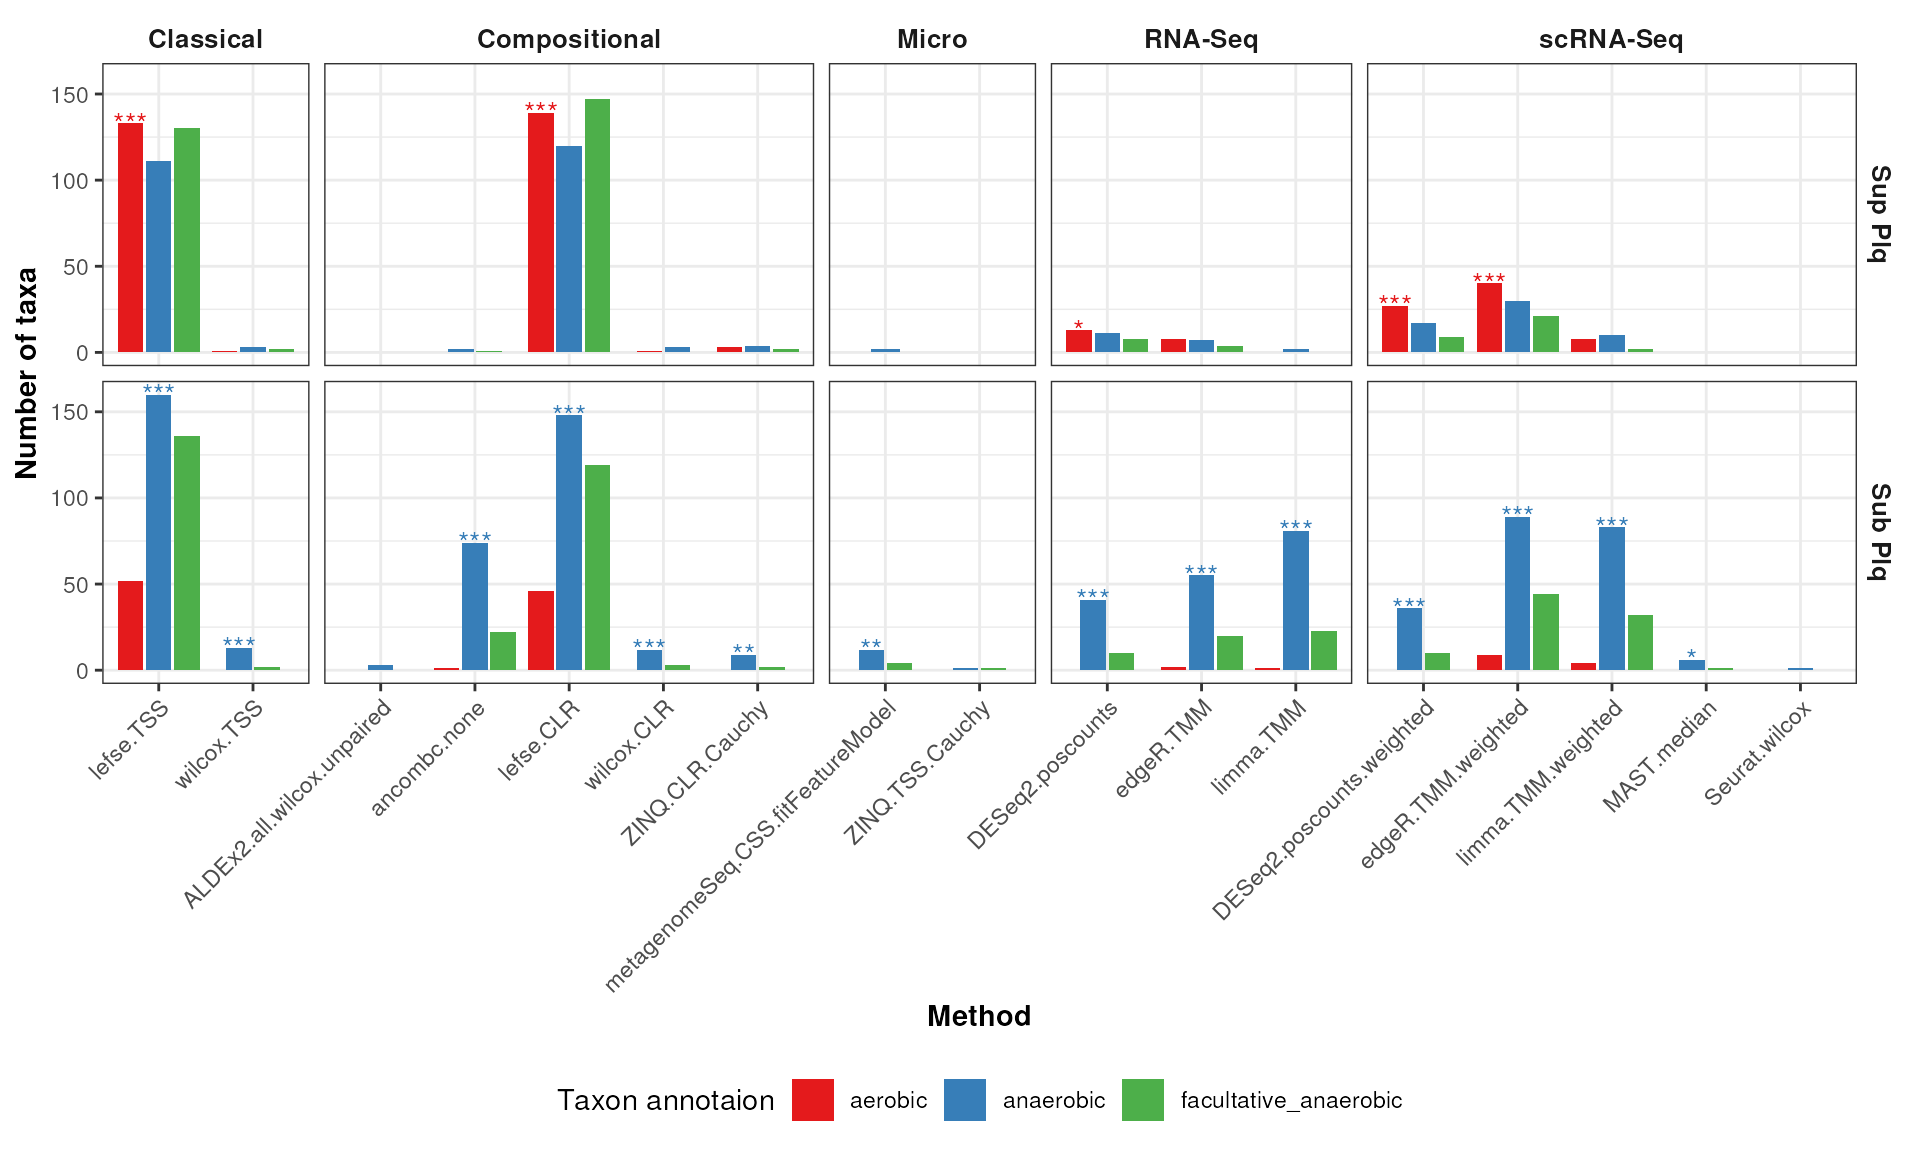 Classical Compositional Micro RNA-Seq scRNA-Seq
Number of taxa
150
100
50
0
*** *** * *** ***
Sup Plq
150
100
50
0
*** *** *** *** *** ** ** *** *** *** *** *** *** *
Sub Plq
lefse.TSS
wilcox.TSS
ALDEx2.all.wilcox.unpaired
ancombc.none
lefse.CLR
wilcox.CLR
ZINQ.CLR.Cauchy
metagenomeSeq.CSS.fitFeatureModel
ZINQ.TSS.Cauchy
DESeq2.poscounts
edgeR.TMM
limma.TMM
DESeq2.poscounts.weighted
edgeR.TMM.weighted
limma.TMM.weighted
MAST.median
Seurat.wilcox
Method
Taxon annotaion aerobic anaerobic facultative_anaerobic